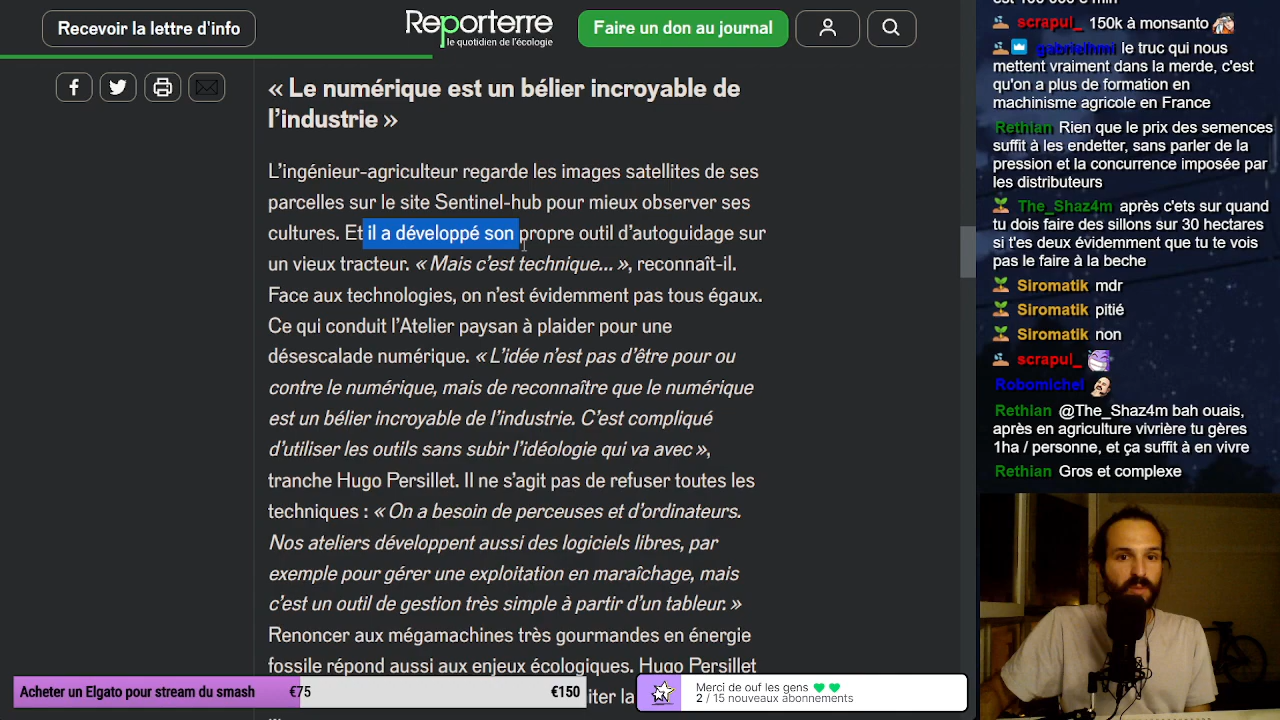 Recevoir la lettre d'info
Reporterre
le quotidien de l'écologie
Faire un don au journal
« Le numérique est un bélier incroyable de
l'industrie »
L'ingénieur-agriculteur regarde les images satellites de ses
parcelles sur le site Sentinel-hub pour mieux observer ses
cultures. Et il a développé son propre outil d'autoguidage sur
un vieux tracteur. « Mais c'est technique... », reconnaît-il.
Face aux technologies, on n'est évidemment pas tous égaux.
Ce qui conduit l'Atelier paysan à plaider pour une
désescalade numérique. « L'idée n'est pas d'être pour ou
contre le numérique, mais de reconnaître que le numérique
est un bélier incroyable de l'industrie. C'est compliqué
d'utiliser les outils sans subir l'idéologie qui va avec »,
tranche Hugo Persillet. Il ne s'agit pas de refuser toutes les
techniques : « On a besoin de perceuses et d'ordinateurs.
Nos ateliers développent aussi des logiciels libres, par
exemple pour gérer une exploitation en maraîchage, mais
c'est un outil de gestion très simple à partir d'un tableur. »
Renoncer aux mégamachines très gourmandes en énergie
fossile répond aussi aux enjeux écologiques. Hugo Persillet
iter la
scrapul_ 150k à monsanto
gabrielhmi le truc qui nous
mettent vraiment dans la merde, c'est
qu'on a plus de formation en
machinisme agricole en France
Rethian Rien que le prix des semences
suffit à les endetter, sans parler de la
pression et la concurrence imposée par
les distributeurs
The_Shaz4m après c'ets sur quand
tu dois faire des sillons sur 30 hectares
si t'es deux évidemment que tu te vois
pas le faire à la beche
Siromatik mdr
Siromatik pitié
Siromatik non
scrapul_
Robomichel
Rethian @The_Shaz4m bah ouais,
après en agriculture vivrière tu gères
1ha / personne, et ça suffit à en vivre
Rethian Gros et complexe
Acheter un Elgato pour stream du smash €75 €150
Merci de ouf les gens
2 / 15 nouveaux abonnements